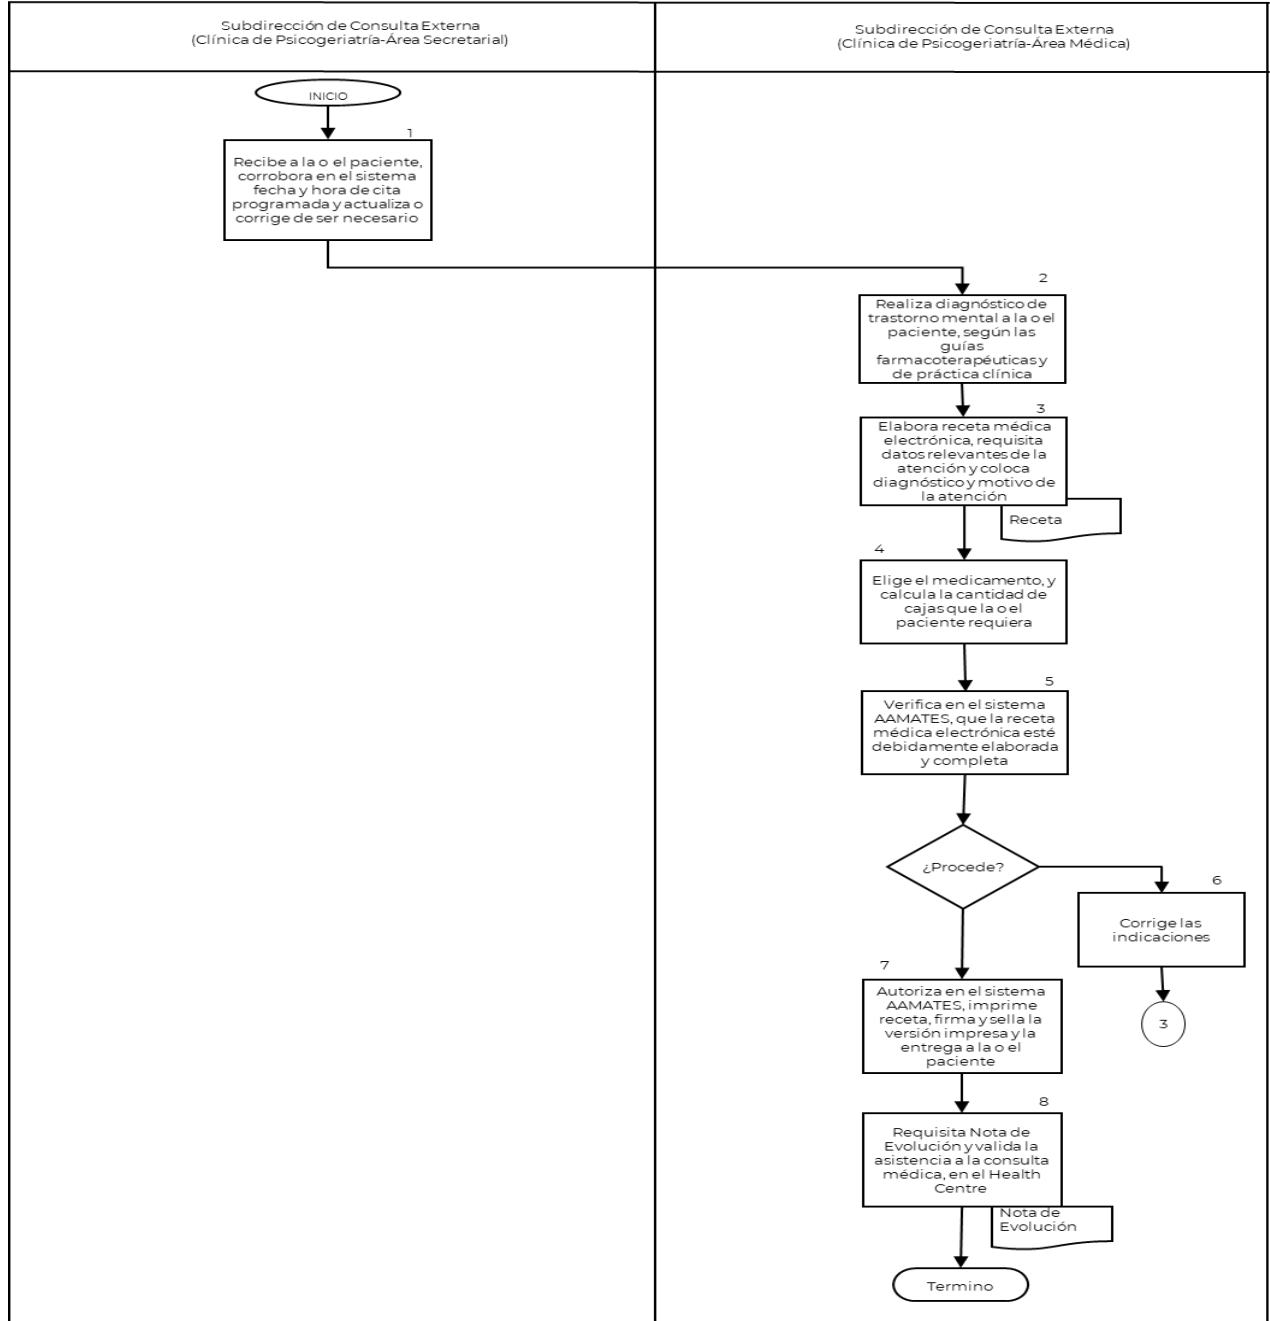 Subdirección de Consulta Externa
(Clínica de Psicogeriatría-Área Secretarial)
Subdirección de Consulta Externa
(Clínica de Psicogeriatría-Área Médica)
INICIO
1
Recibe a la o el paciente,
corrobora en el sistema
fecha y hora de cita
programada y actualiza o
corrige de ser necesario
2
Realiza diagnóstico de
trastorno mental a la o el
paciente, según las
guías
farmacoterapéuticas y
de práctica clínica
3
Elabora receta médica
electrónica, requisita
datos relevantes de la
atención y coloca
diagnóstico y motivo de
la atención
Receta
4
Elige el medicamento, y
calcula la cantidad de
cajas que la o el
paciente requiera
5
Verifica en el sistema
AAMATES, que la receta
médica electrónica esté
debidamente elaborada
y completa
¿Procede?
6
Corrige las
indicaciones
3
7
Autoriza en el sistema
AAMATES, imprime
receta, firma y sella la
versión impresa y la
entrega a la o el
paciente
8
Requisita Nota de
Evolución y valida la
asistencia a la consulta
médica, en el Health
Centre
Nota de
Evolución
Termino